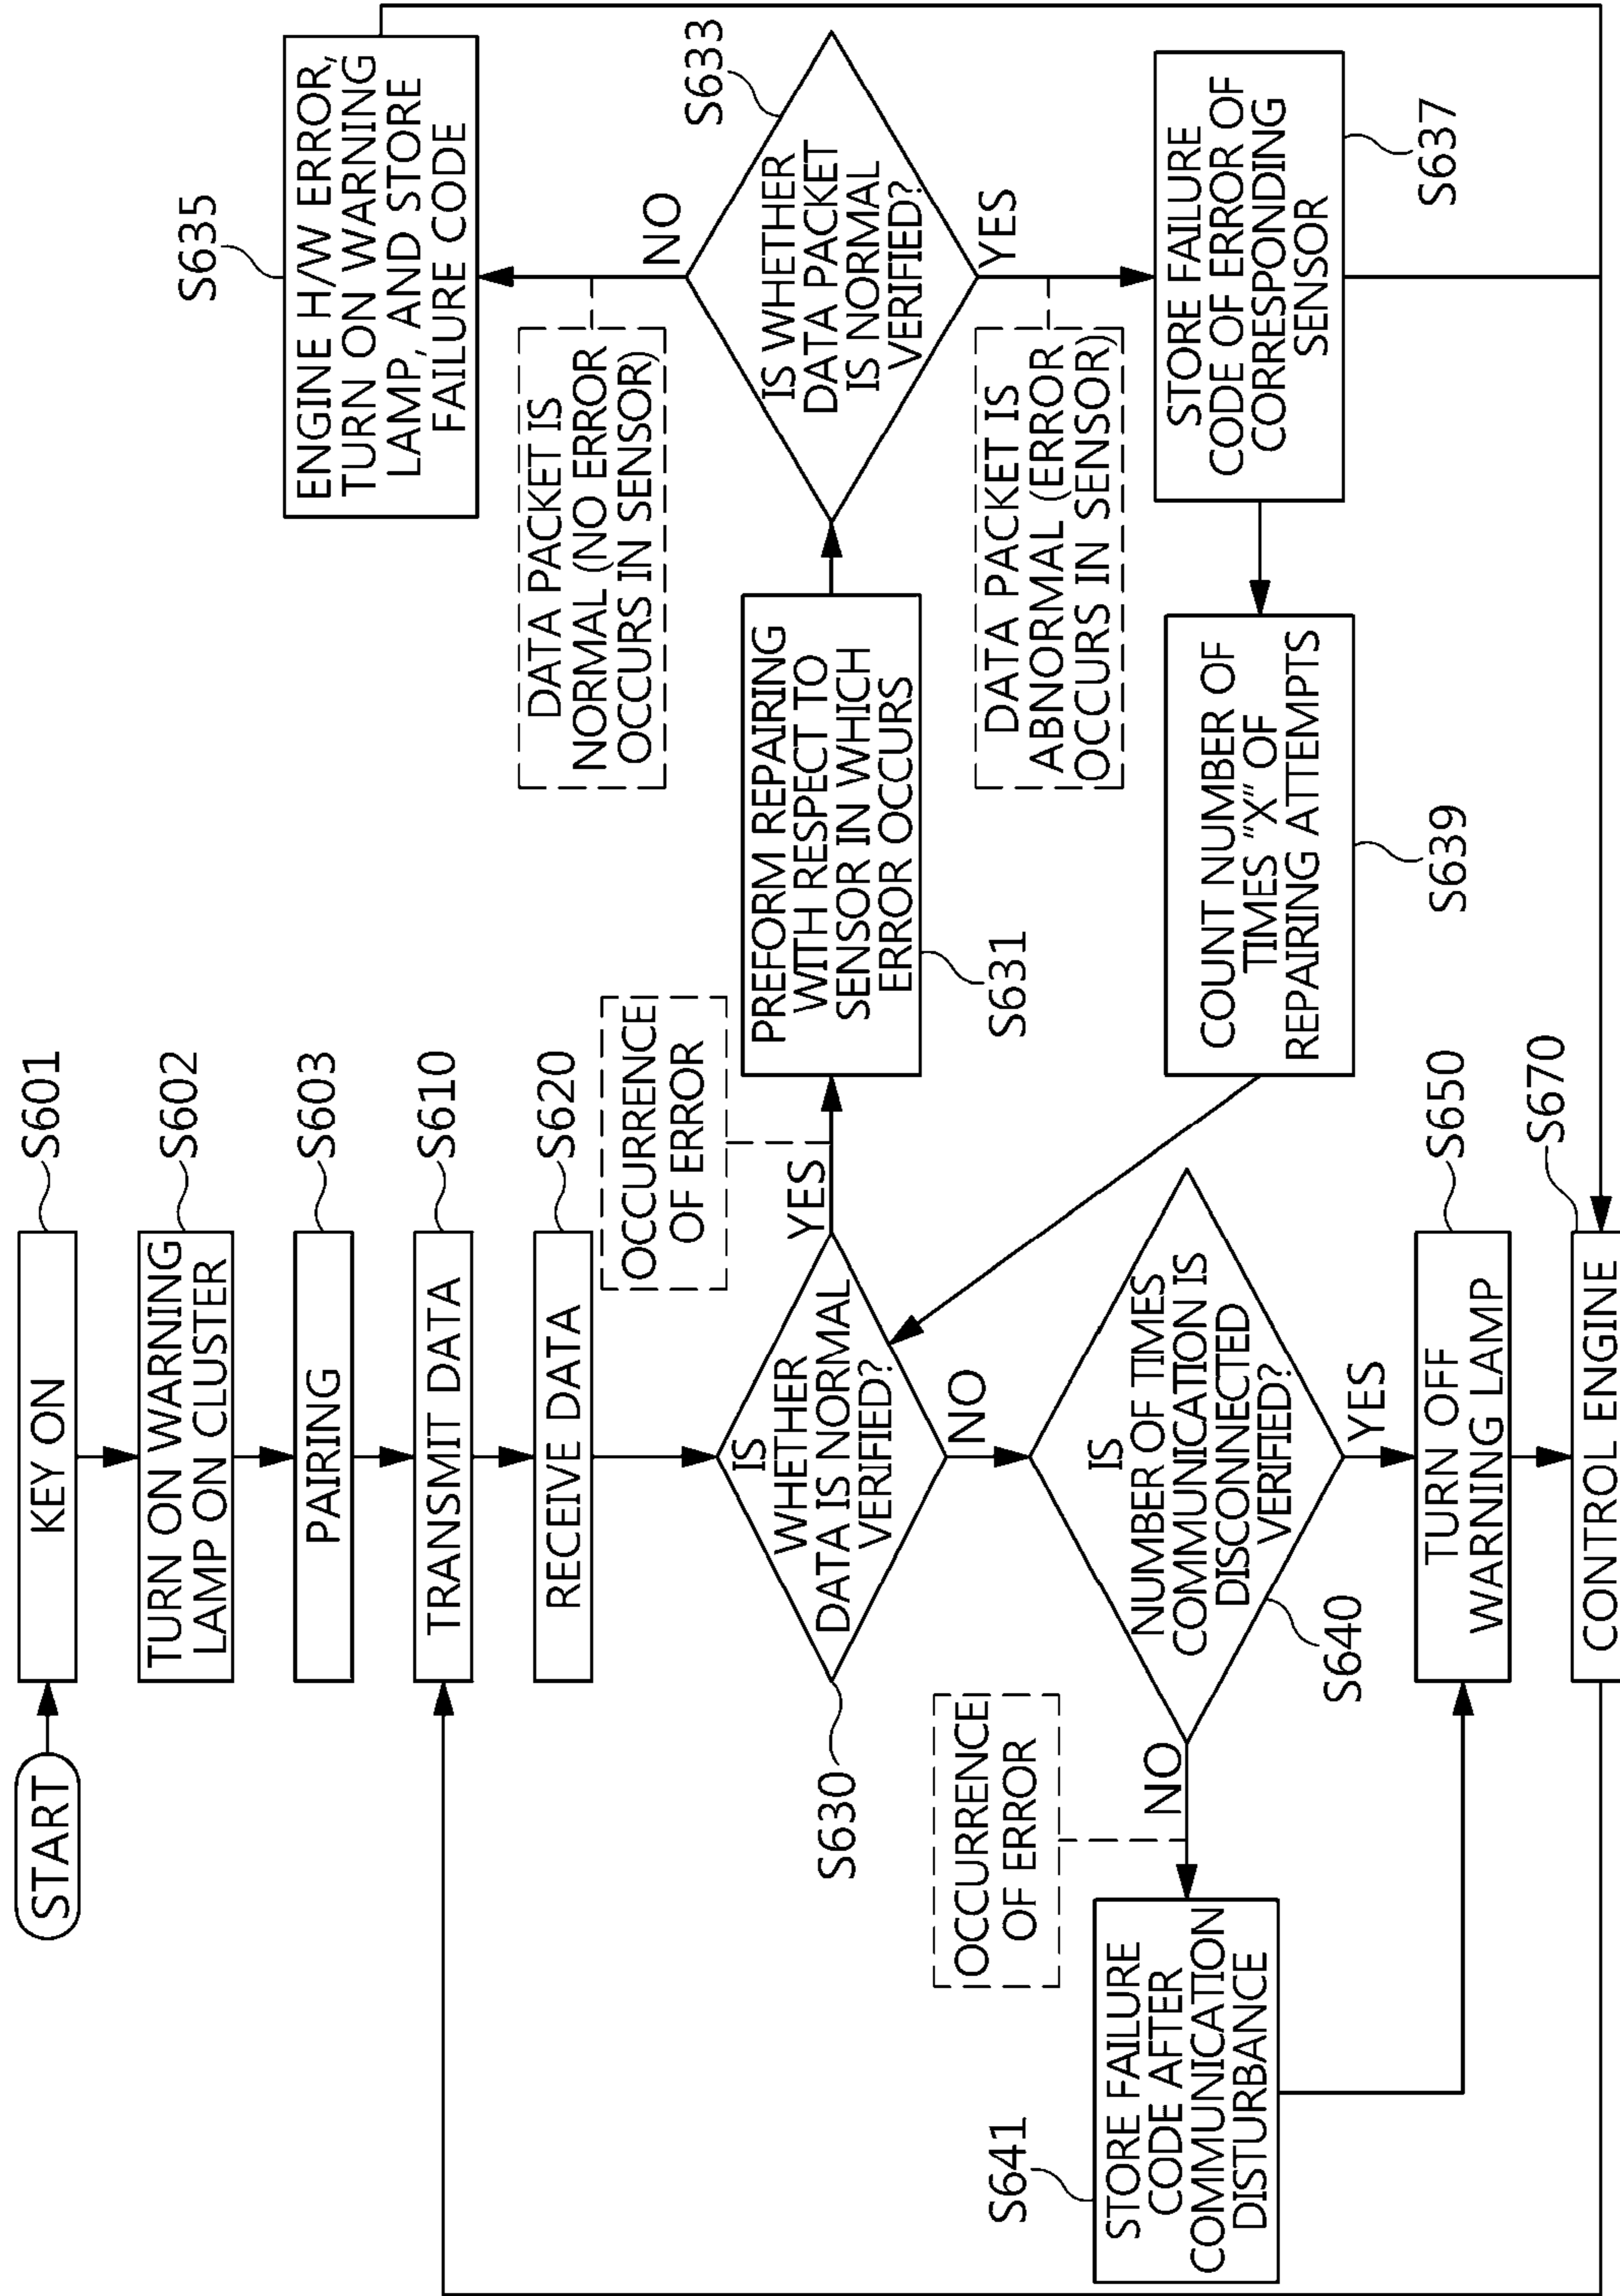 START
KEY ON
S601
TURN ON WARNING
LAMP ON CLUSTER
S602
PAIRING
S603
TRANSMIT DATA
S610
RECEIVE DATA
S620
IS
WHETHER
DATA IS NORMAL
VERIFIED?
S630
YES
OCCURRENCE
OF ERROR
NO
PREFORM REPAIRING
WITH RESPECT TO
SENSOR IN WHICH
ERROR OCCURS
S631
IS WHETHER
DATA PACKET
IS NORMAL
VERIFIED?
S633
NO
DATA PACKET IS
NORMAL (NO ERROR
OCCURS IN SENSOR)
ENGINE H/W ERROR,
TURN ON WARNING
LAMP, AND STORE
FAILURE CODE
S635
YES
DATA PACKET IS
ABNORMAL (ERROR
OCCURS IN SENSOR)
STORE FAILURE
CODE OF ERROR OF
CORRESPONDING
SENSOR
S637
COUNT NUMBER OF
TIMES "X" OF
REPAIRING ATTEMPTS
S639
IS
NUMBER OF TIMES
COMMUNICATION IS
DISCONNECTED
VERIFIED?
S640
NO
OCCURRENCE
OF ERROR
STORE FAILURE
CODE AFTER
COMMUNICATION
DISTURBANCE
S641
YES
TURN OFF
WARNING LAMP
S650
CONTROL ENGINE
S670